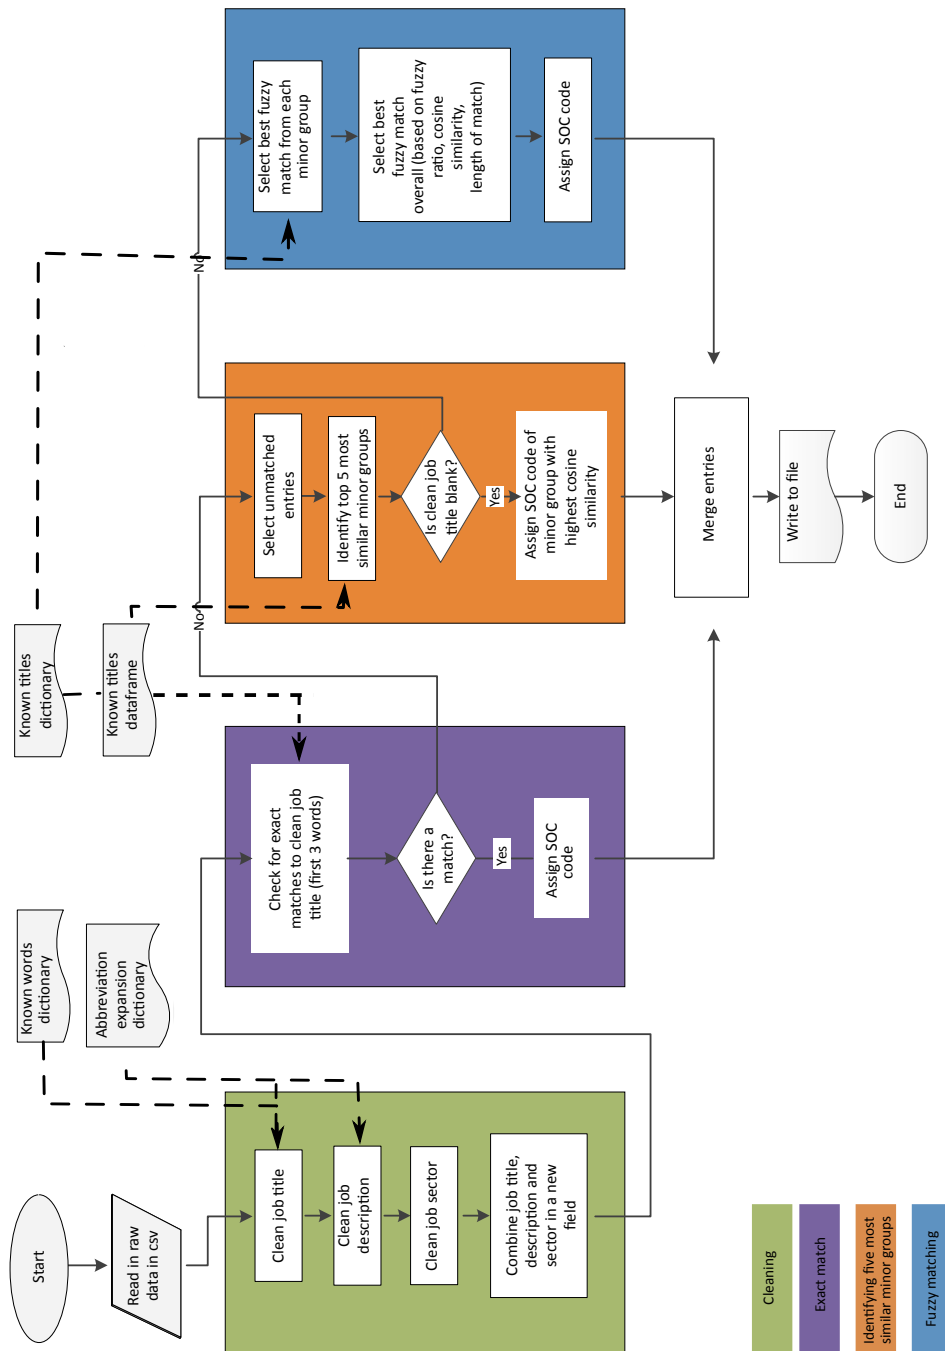 Start
Read in raw
data in csv
Known words
dictionary
Abbreviation
expansion
dictionary
Known titles
dictionary
Known titles
dataframe
Clean job title
Clean job
description
Clean job sector
Combine job title,
description and
sector in a new
field
Check for exact
matches to clean job
title (first 3 words)
Is there a
match?
Yes
No
Assign SOC
code
Select unmatched
entries
Identify top 5 most
similar minor groups
Is clean job
title blank?
Yes
No
Assign SOC code of
minor group with
highest cosine
similarity
Select best fuzzy
match from each
minor group
Select best
fuzzy match
overall (based on fuzzy
ratio, cosine
similarity,
length of match)
Assign SOC code
Merge entries
Write to file
End
Cleaning
Exact match
Identifying five most
similar minor groups
Fuzzy matching